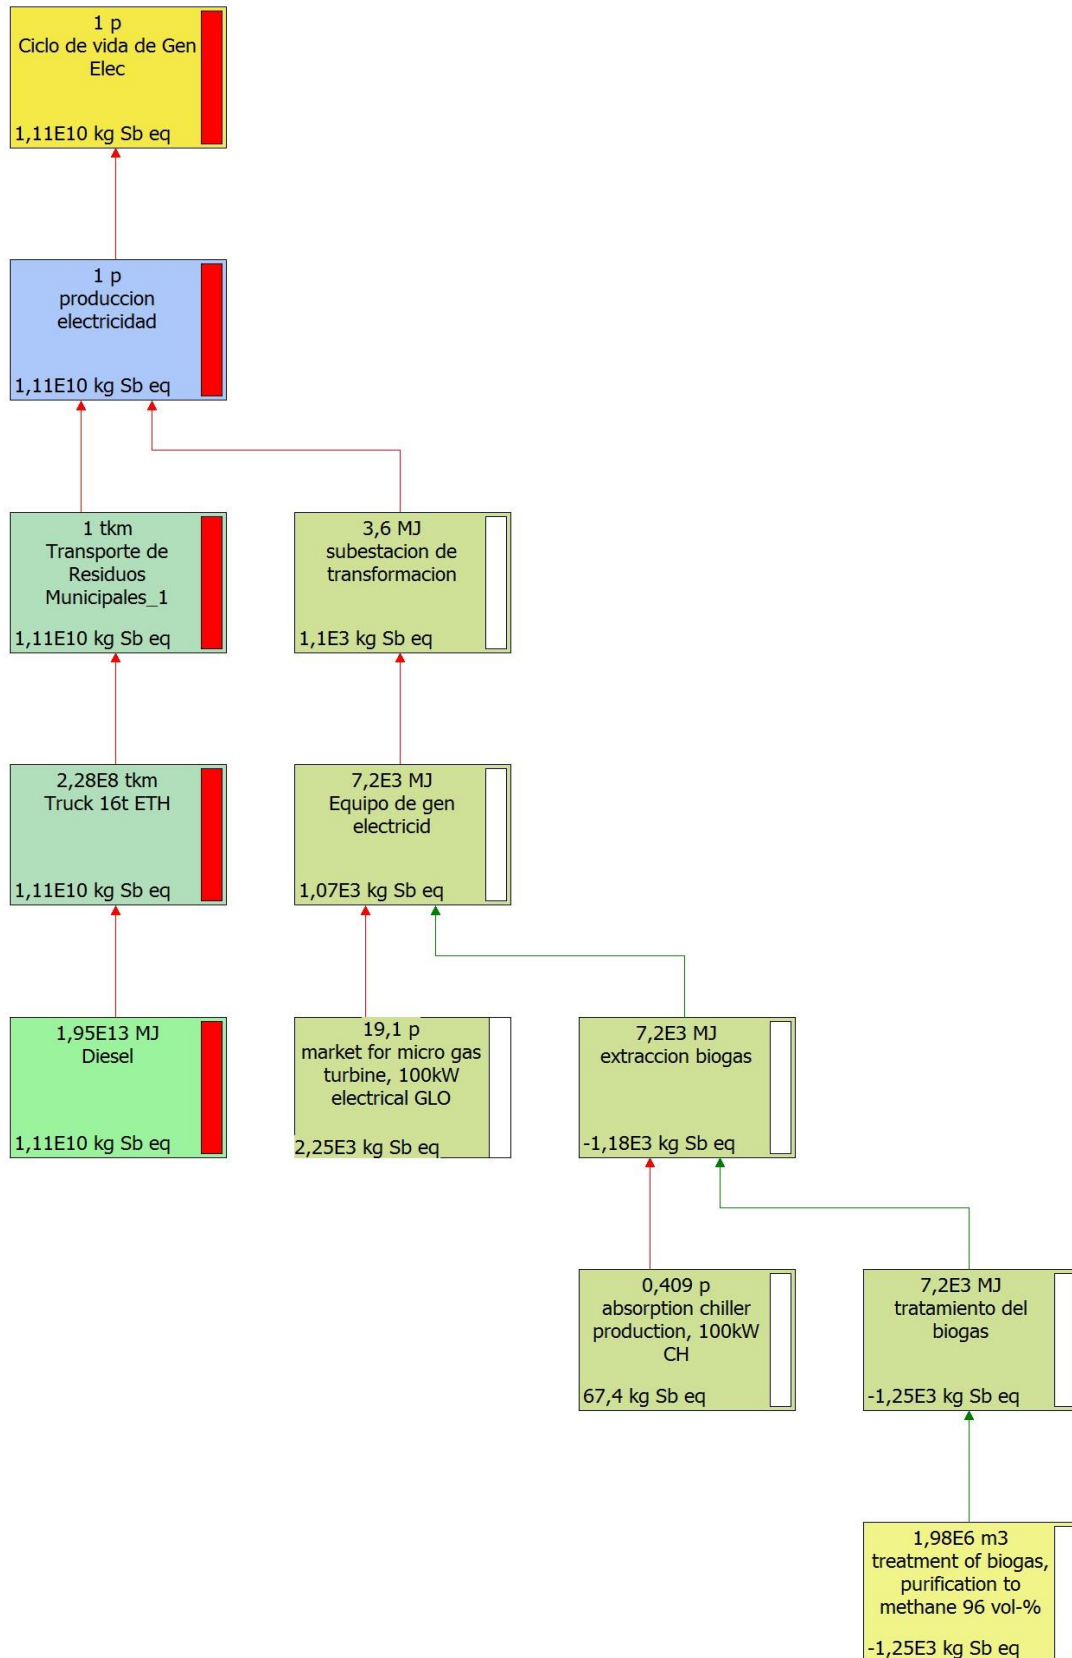 1 p
Ciclo de vida de Gen
Elec
1,11E10 kg Sb eq
1 p
produccion
electricidad
1,11E10 kg Sb eq
1 tkm
Transporte de
Residuos
Municipales_1
1,11E10 kg Sb eq
3,6 MJ
subestacion de
transformacion
1,1E3 kg Sb eq
2,28E8 tkm
Truck 16t ETH
1,11E10 kg Sb eq
7,2E3 MJ
Equipo de gen
electricid
1,07E3 kg Sb eq
1,95E13 MJ
Diesel
1,11E10 kg Sb eq
19,1 p
market for micro gas
turbine, 100kW
electrical GLO
2,25E3 kg Sb eq
7,2E3 MJ
extraccion biogas
-1,18E3 kg Sb eq
0,409 p
absorption chiller
production, 100kW
CH
67,4 kg Sb eq
7,2E3 MJ
tratamiento del
biogas
-1,25E3 kg Sb eq
1,98E6 m3
treatment of biogas,
purification to
methane 96 vol-%
-1,25E3 kg Sb eq